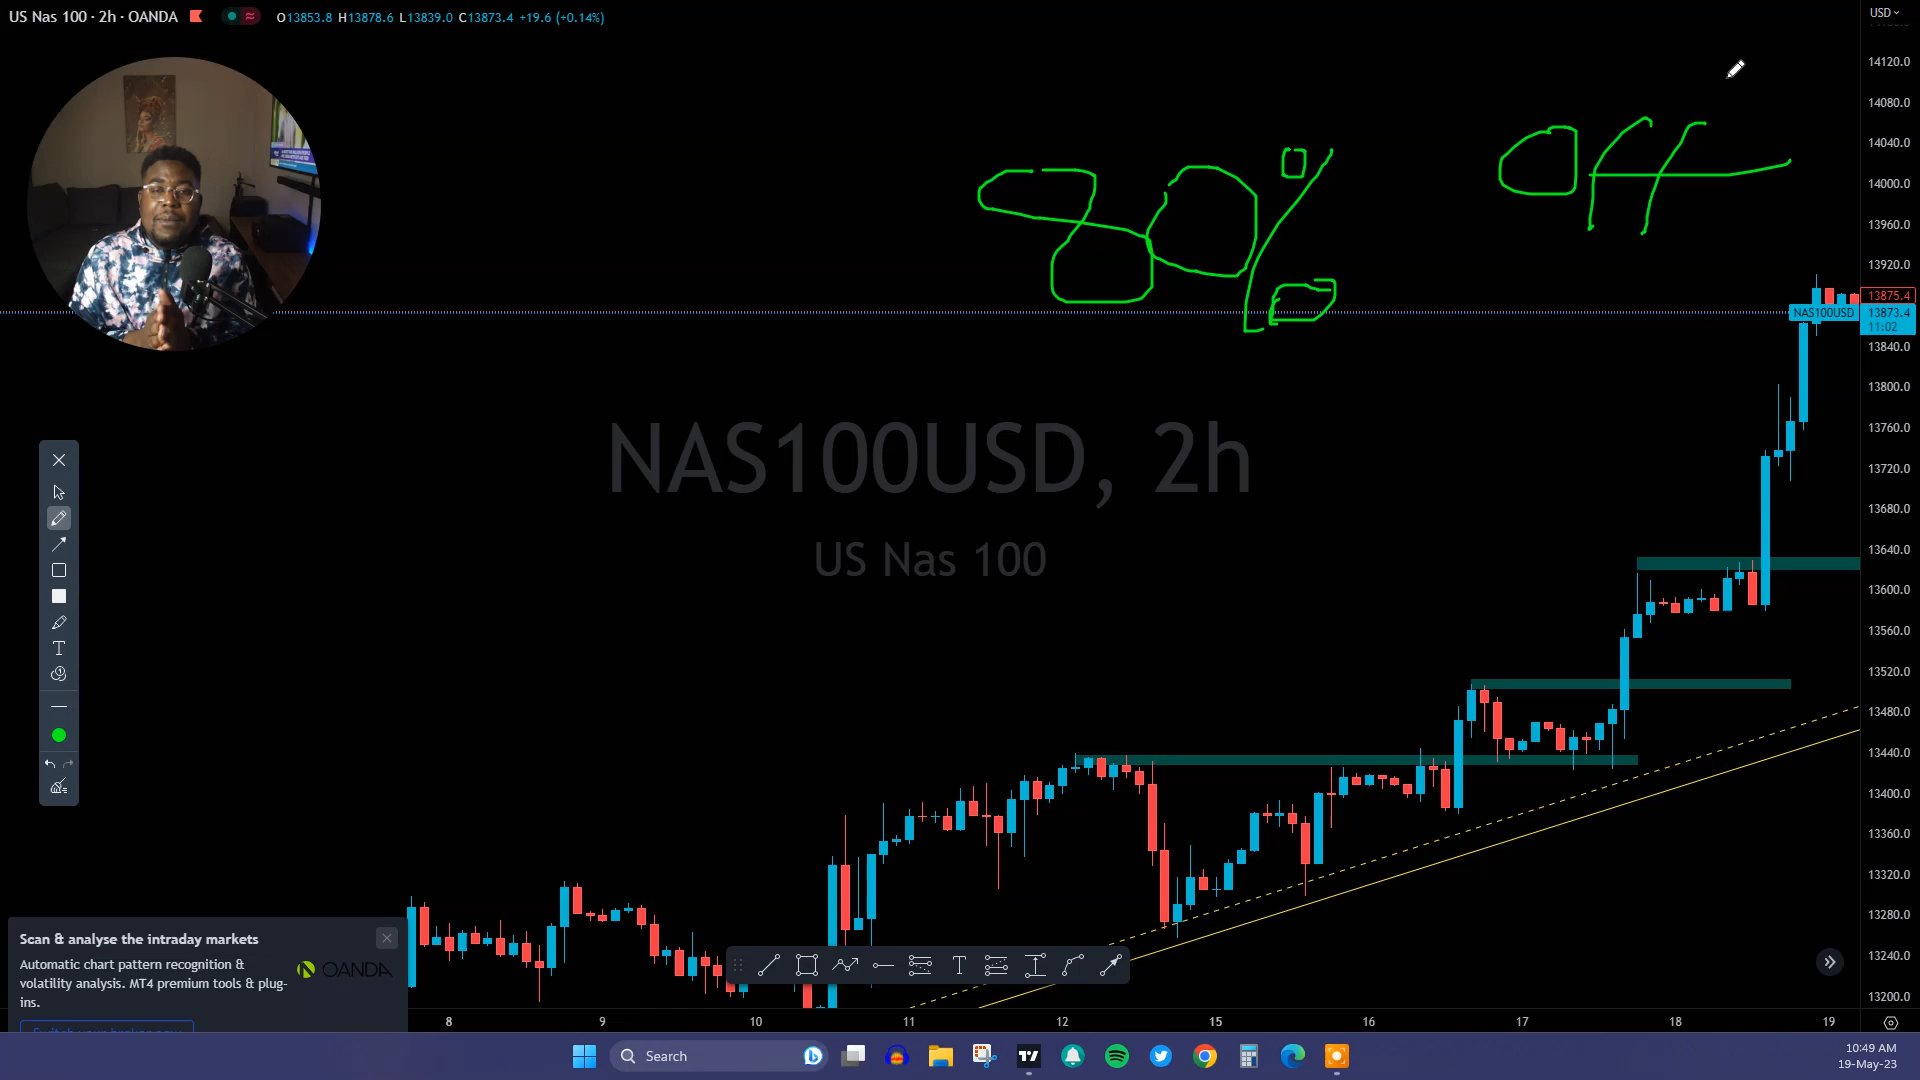 US Nas 100 · 2h · OANDA O13853.8 H13878.6 L13839.0 C13873.4 +19.6 (+0.14%)
USD
14120.0
14080.0
80% off
14040.0
14000.0
13960.0
13920.0
13875.4
NAS100USD 13873.4
11:02
13840.0
13800.0
13760.0
NAS100USD, 2h
13720.0
13680.0
13640.0
US Nas 100
13600.0
13560.0
13520.0
13480.0
13440.0
13400.0
13360.0
13320.0
13280.0
13240.0
13200.0
Scan & analyse the intraday markets
Automatic chart pattern recognition &
volatility analysis. MT4 premium tools & plug-
ins.
OANDA
Switch your broker now
8 9 10 11 12 15 16 17 18 19
Search
10:49 AM
19-May-23